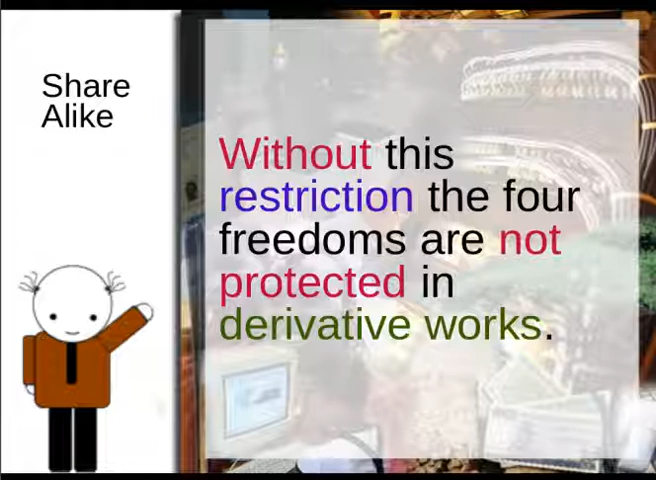 Share
Alike
Without this
restriction the four
freedoms are not
protected in
derivative works.